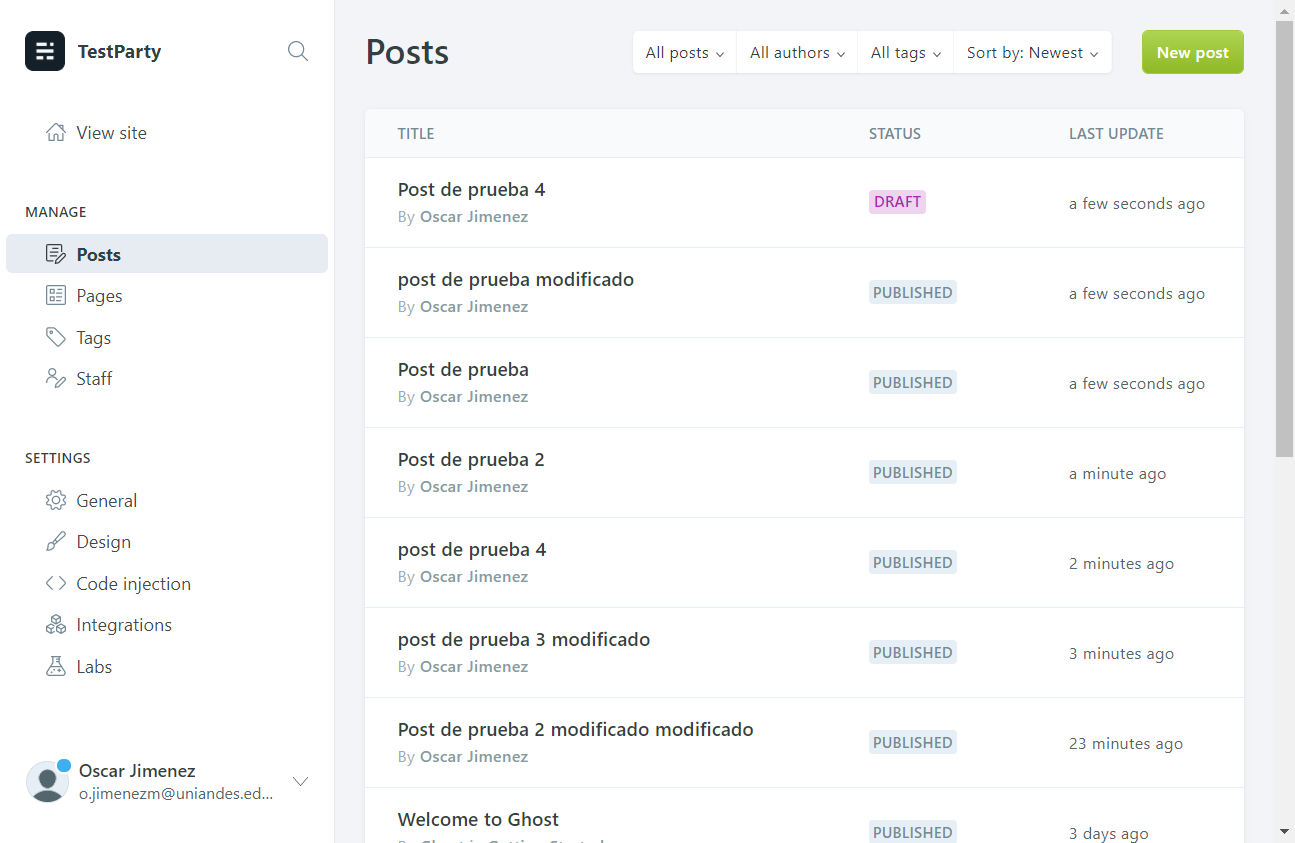 TestParty
View site
MANAGE
Posts
Pages
Tags
Staff
SETTINGS
General
Design
Code injection
Integrations
Labs
Oscar Jimenez
o.jimenezm@uniandes.ed...
Posts
All posts All authors All tags Sort by: Newest
New post
TITLE STATUS LAST UPDATE
Post de prueba 4
By Oscar Jimenez
DRAFT
a few seconds ago
post de prueba modificado
By Oscar Jimenez
PUBLISHED
a few seconds ago
Post de prueba
By Oscar Jimenez
PUBLISHED
a few seconds ago
Post de prueba 2
By Oscar Jimenez
PUBLISHED
a minute ago
post de prueba 4
By Oscar Jimenez
PUBLISHED
2 minutes ago
post de prueba 3 modificado
By Oscar Jimenez
PUBLISHED
3 minutes ago
Post de prueba 2 modificado modificado
By Oscar Jimenez
PUBLISHED
23 minutes ago
Welcome to Ghost
PUBLISHED
3 days ago